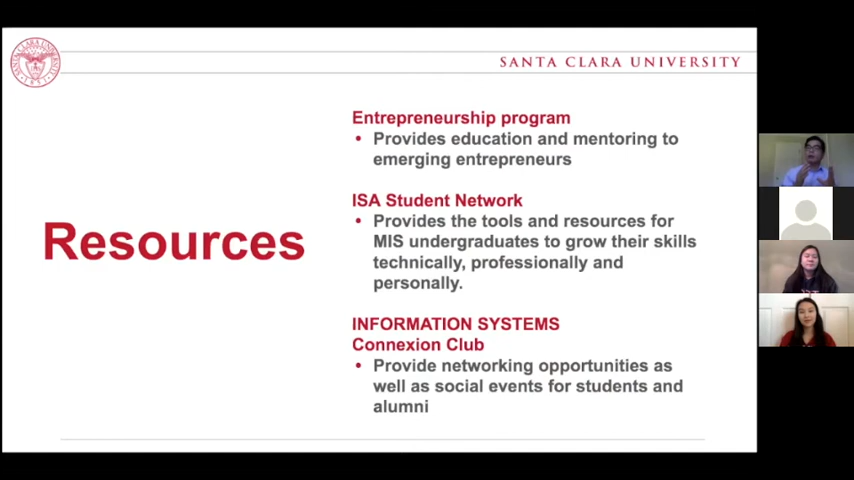 SANTA CLARA UNIVERSITY
Resources
Entrepreneurship program
• Provides education and mentoring to
emerging entrepreneurs
ISA Student Network
• Provides the tools and resources for
MIS undergraduates to grow their skills
technically, professionally and
personally.
INFORMATION SYSTEMS
Connexion Club
• Provide networking opportunities as
well as social events for students and
alumni